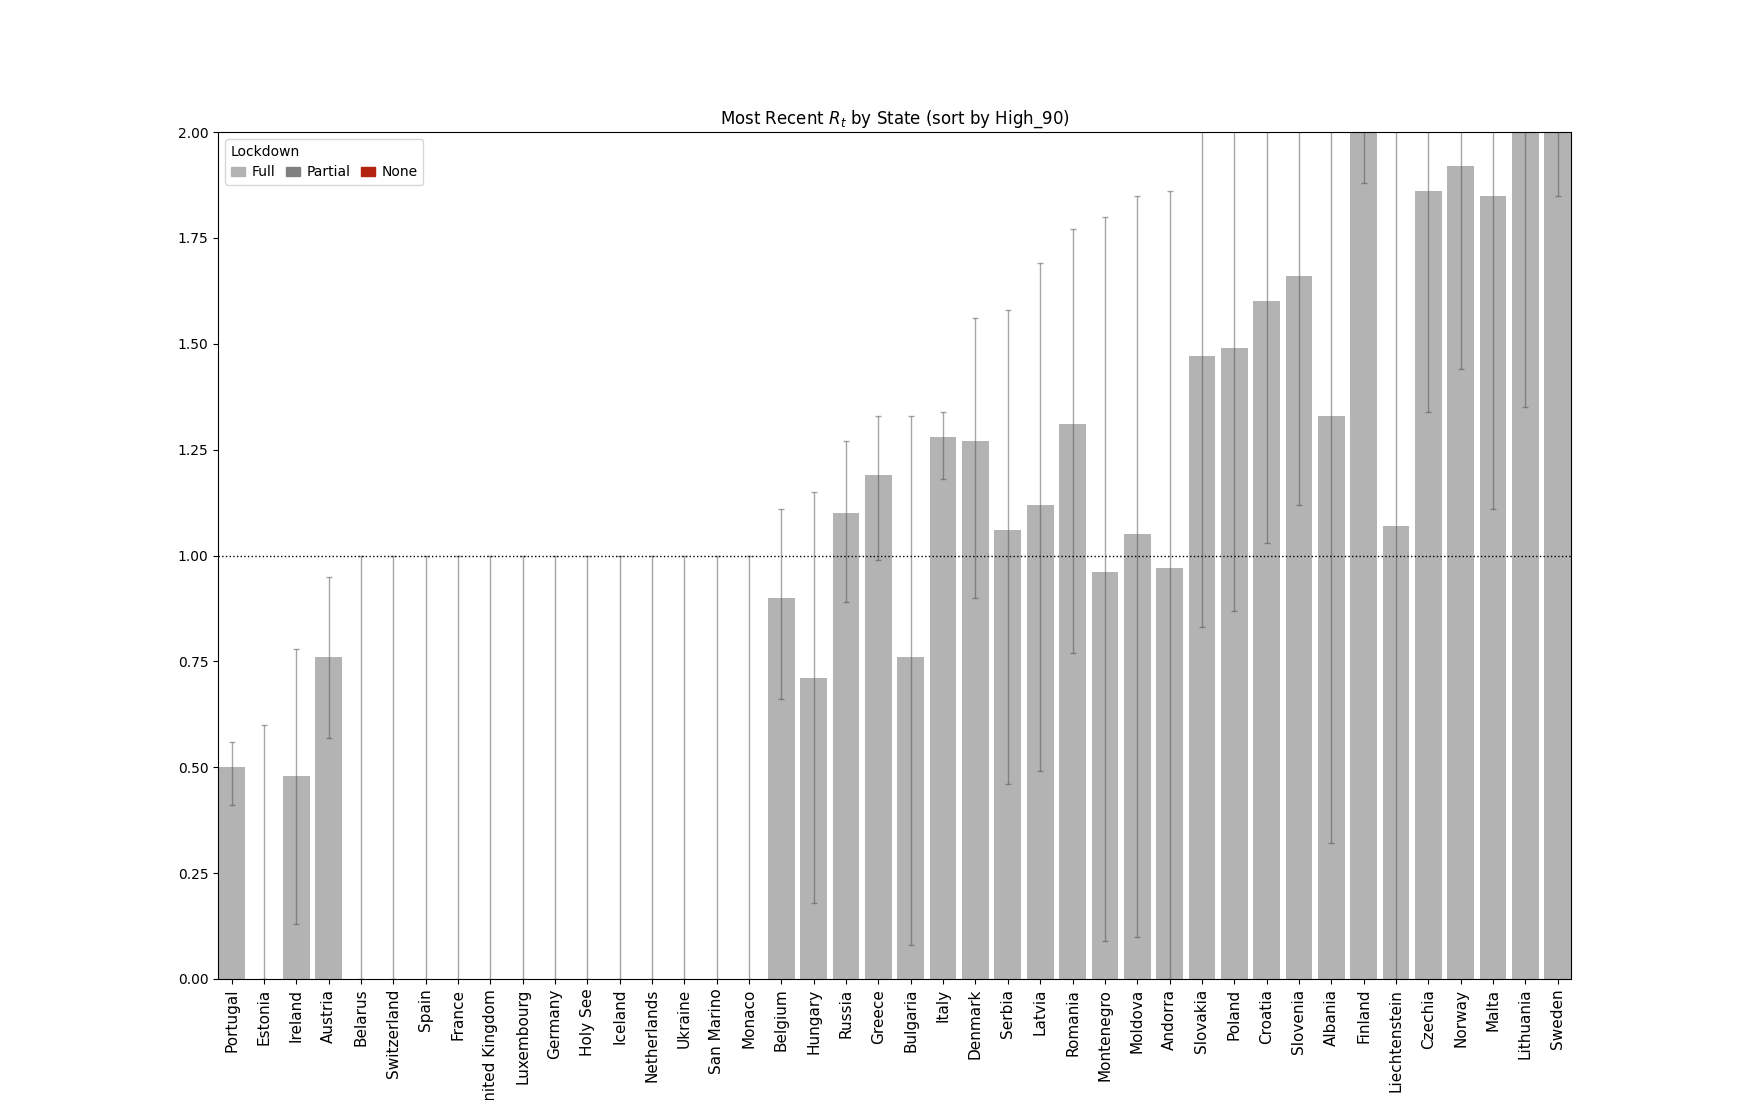 Most Recent R_t by State (sort by High_90)
Lockdown
Full Partial None
2.00
1.75
1.50
1.25
1.00
0.75
0.50
0.25
0.00
Portugal
Estonia
Ireland
Austria
Belarus
Switzerland
Spain
France
nited Kingdom
Luxembourg
Germany
Holy See
Iceland
Netherlands
Ukraine
San Marino
Monaco
Belgium
Hungary
Russia
Greece
Bulgaria
Italy
Denmark
Serbia
Latvia
Romania
Montenegro
Moldova
Andorra
Slovakia
Poland
Croatia
Slovenia
Albania
Finland
Liechtenstein
Czechia
Norway
Malta
Lithuania
Sweden